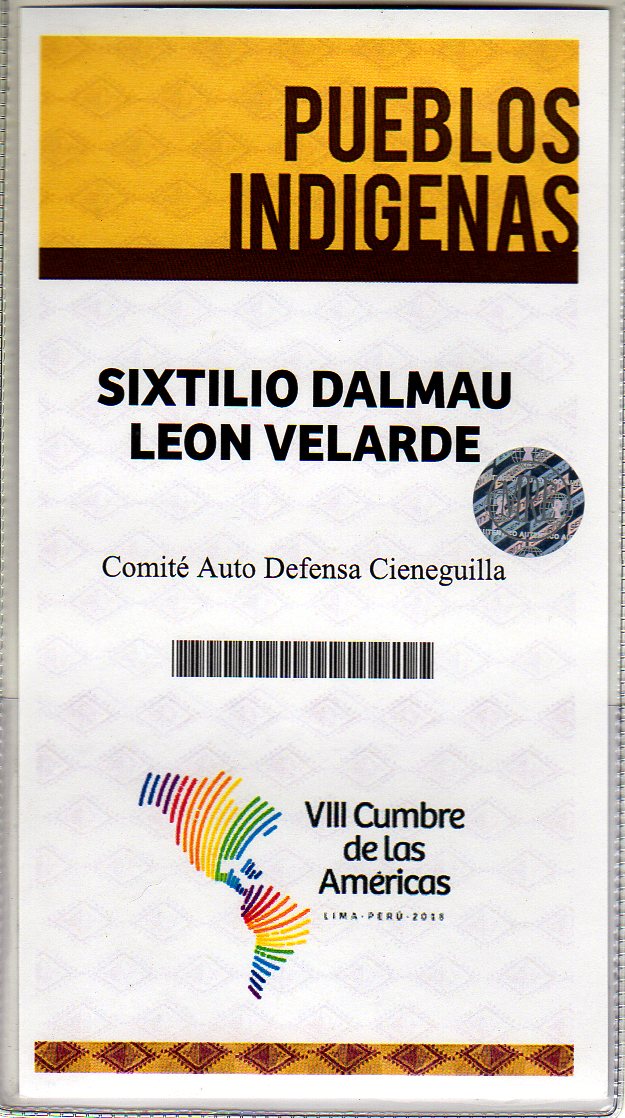 PUEBLOS
INDIGENAS
SIXTILIO DALMAU
LEON VELARDE
Comité Auto Defensa Cieneguilla
VIII Cumbre
de las
Américas
LIMA-PERÚ-2018